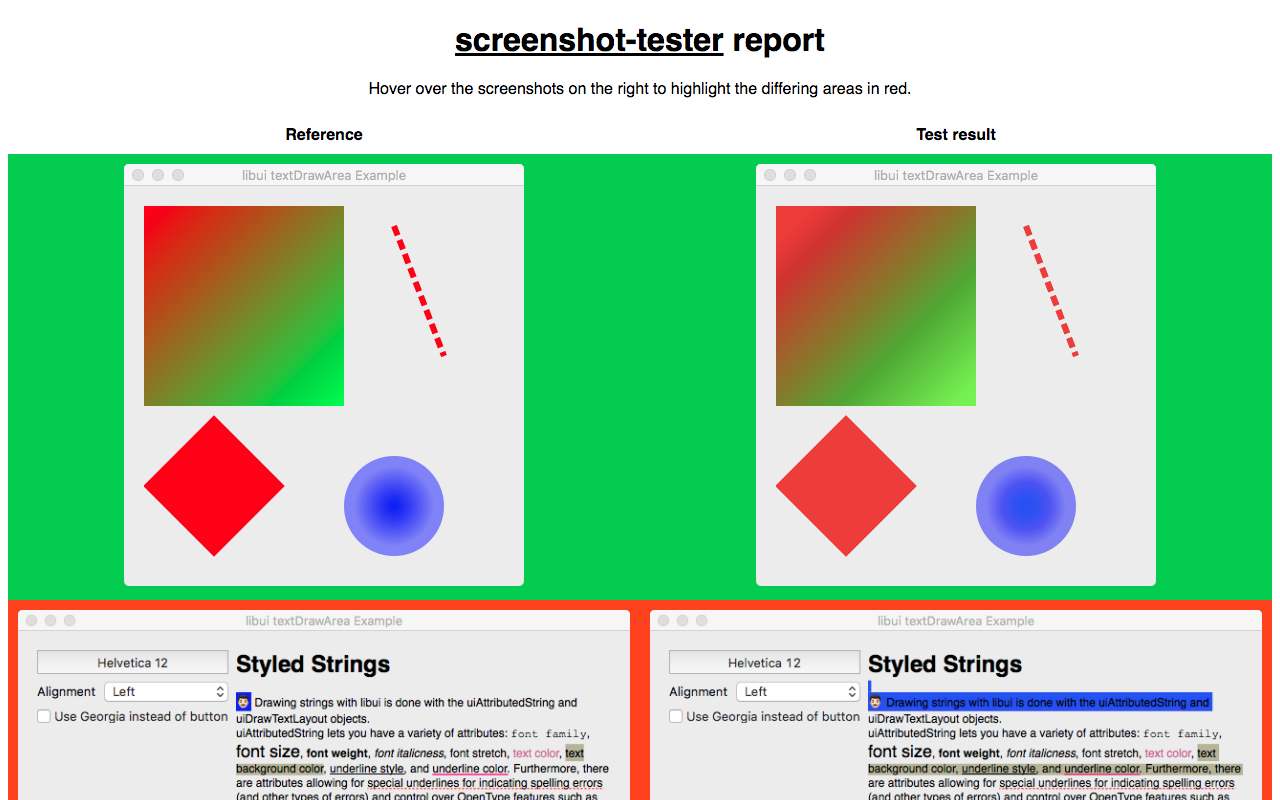 screenshot-tester report
Hover over the screenshots on the right to highlight the differing areas in red.
Reference
Test result
libui textDrawArea Example
libui textDrawArea Example
libui textDrawArea Example
Helvetica 12
Alignment Left
Use Georgia instead of button
Styled Strings
Drawing strings with libui is done with the uiAttributedString and
uiDrawTextLayout objects.
uiAttributedString lets you have a variety of attributes: font family,
font size, font weight, font italicness, font stretch, text color, text
background color, underline style, and underline color. Furthermore, there
are attributes allowing for special underlines for indicating spelling errors
(and other types of errors) and control over OpenType features such as
libui textDrawArea Example
Helvetica 12
Alignment Left
Use Georgia instead of button
Styled Strings
Drawing strings with libui is done with the uiAttributedString and
uiDrawTextLayout objects.
uiAttributedString lets you have a variety of attributes: font family,
font size, font weight, font italicness, font stretch, text color, text
background color, underline style, and underline color. Furthermore, there
are attributes allowing for special underlines for indicating spelling errors
(and other types of errors) and control over OpenType features such as